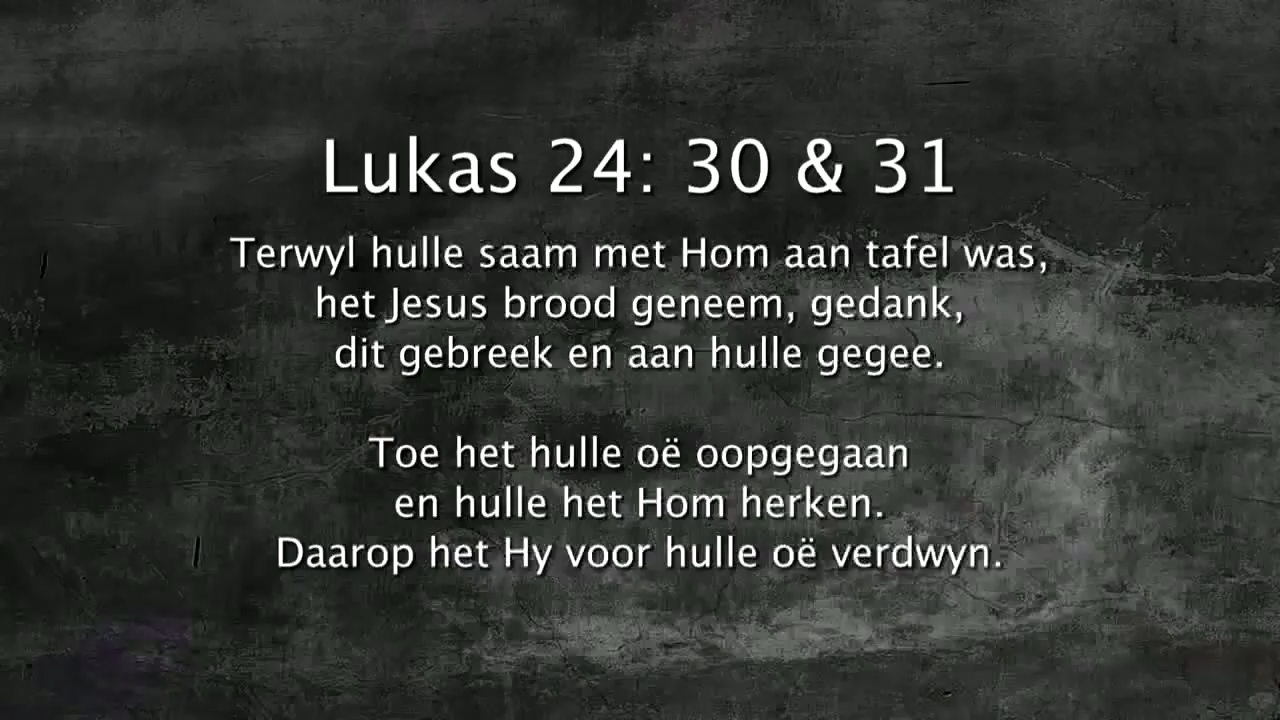 Lukas 24: 30 & 31
Terwyl hulle saam met Hom aan tafel was,
het Jesus brood geneem, gedank,
dit gebreek en aan hulle gegee.
Toe het hulle oë oopgegaan
en hulle het Hom herken.
Daarop het Hy voor hulle oë verdwyn.